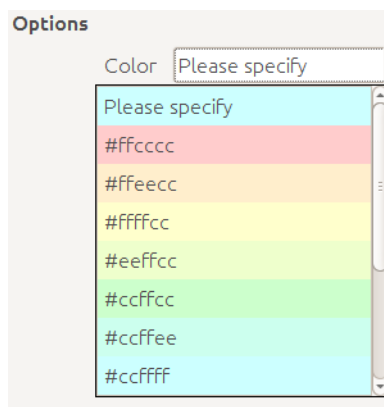 Options
Color Please specify
Please specify
#ffcccc
#ffeecc
#ffffcc
#eeffcc
#ccffcc
#ccffee
#ccffff